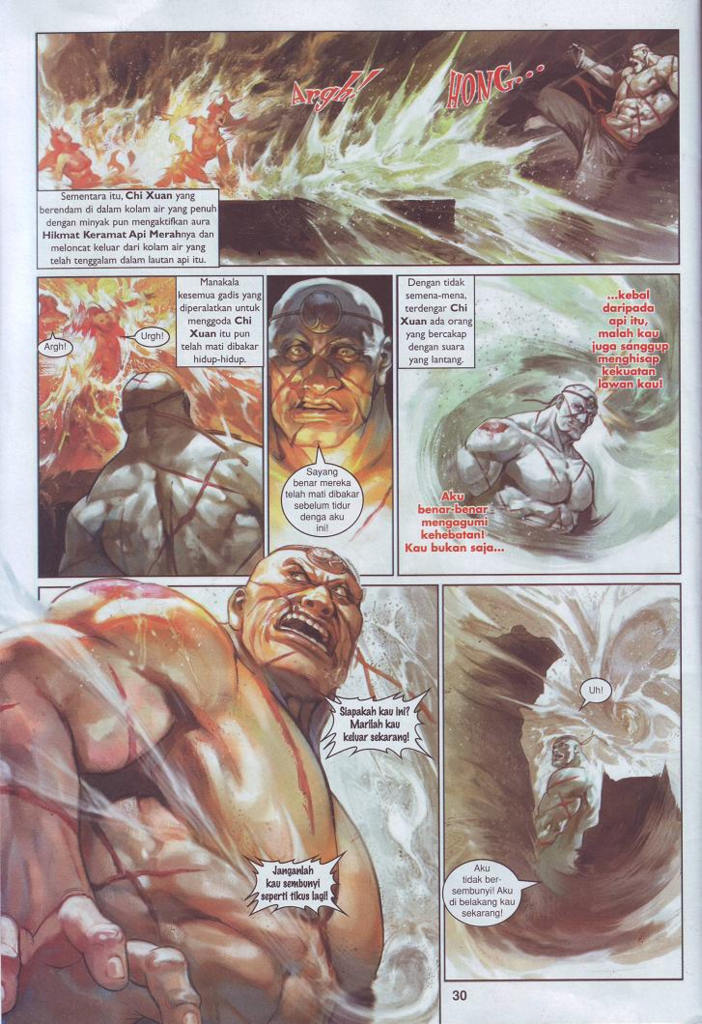 Argh!
HONG...
Sementara itu, Chi Xuan yang
berendam di dalam kolam air yang penuh
dengan minyak pun mengaktifkan aura
Hikmat Keramat Api Merahnya dan
meloncat keluar dari kolam air yang
telah tenggalam dalam lautan api itu.
Manakala
kesemua gadis yang
diperalatkan untuk
menggoda Chi
Xuan itu pun
telah mati dibakar
hidup-hidup.
Argh!
Urgh!
Sayang
benar mereka
telah mati dibakar
sebelum tidur
denga aku
ini!
Dengan tidak
semena-mena,
terdengar Chi
Xuan ada orang
yang bercakap
dengan suara
yang lantang.
Aku
benar-benar
mengagumi
kehebatan!
Kau bukan saja...
...kebal
daripada
api itu,
malah kau
juga sanggup
menghisap
kekuatan
lawan kau!
Siapakah kau ini?
Marilah kau
keluar sekarang!
Janganlah
kau sembunyi
seperti tikus lagi!
Uh!
Aku
tidak ber-
sembunyi! Aku
di belakang kau
sekarang!
30